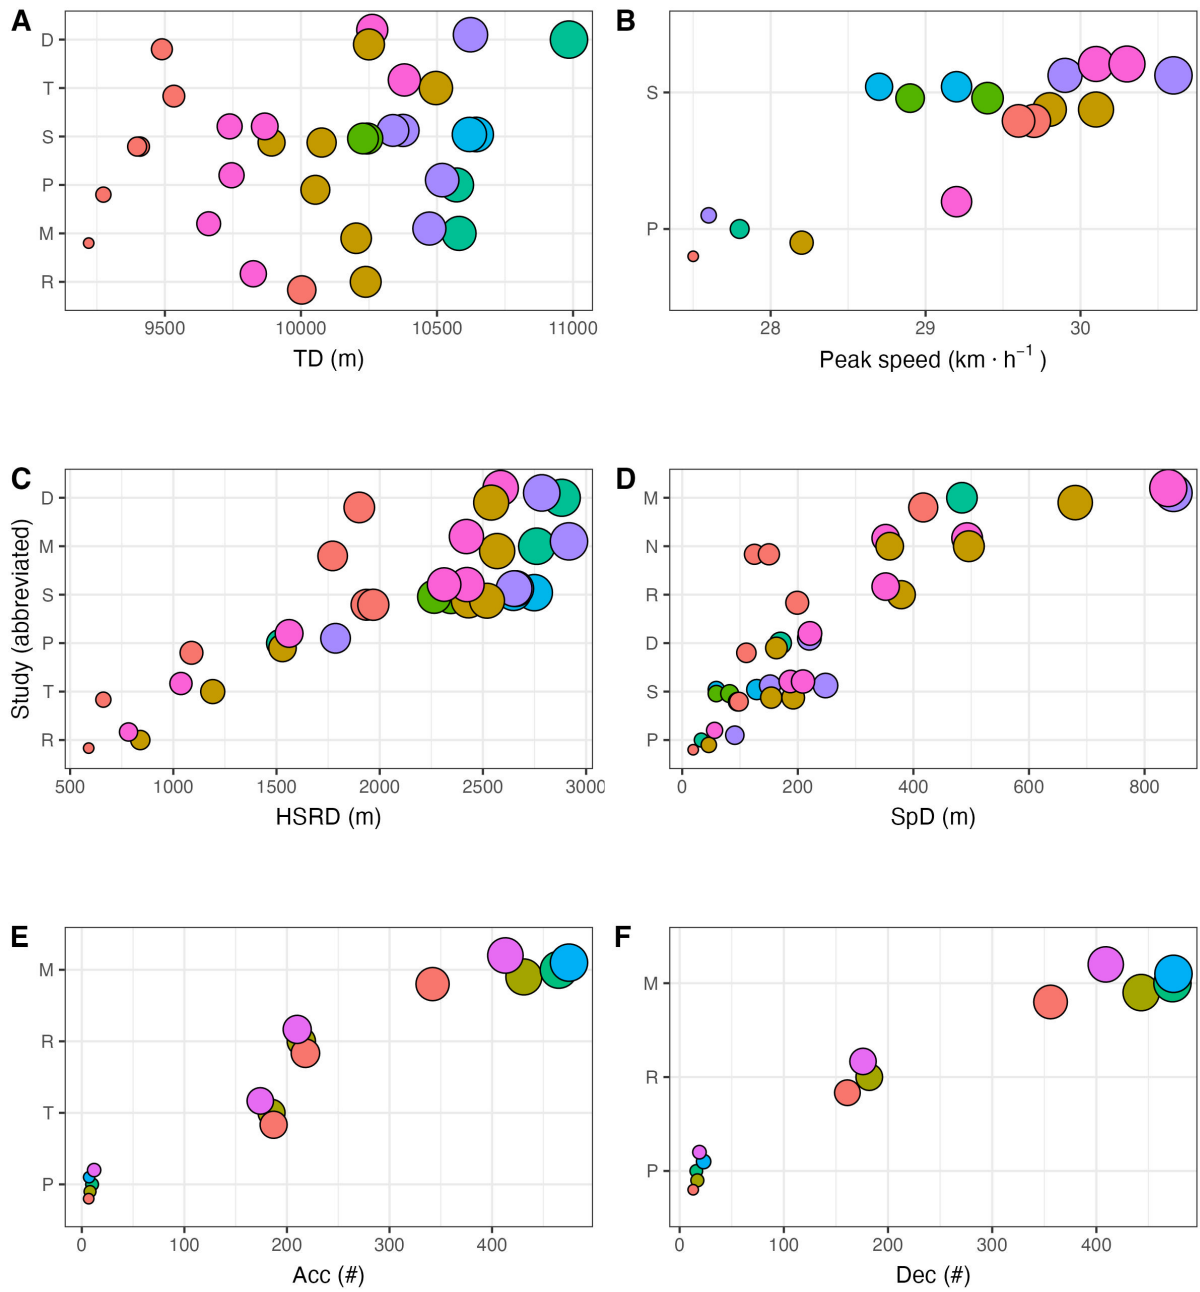 A
D
T
S
P
M
R
9500 10000 10500 11000
TD (m)
B
S
P
28 29 30
Peak speed (km · h⁻¹ )
Study (abbreviated)
C
D
M
S
P
T
R
500 1000 1500 2000 2500 3000
HSRD (m)
D
M
N
R
D
S
P
0 200 400 600 800
SpD (m)
E
M
R
T
P
0 100 200 300 400
Acc (#)
F
M
R
P
0 100 200 300 400
Dec (#)